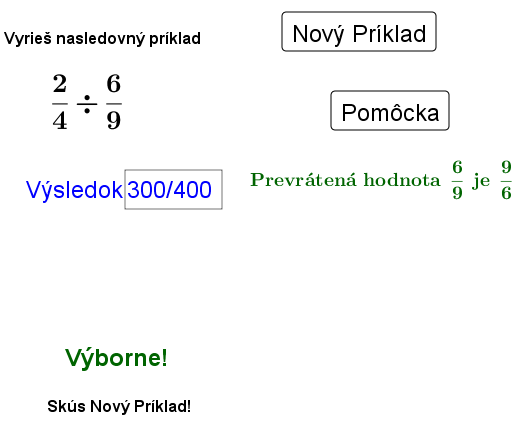 Vyrieš nasledovný príklad
Nový Príklad
2/4 ÷ 6/9
Pomôcka
Výsledok 300/400
Prevrátená hodnota 6/9 je 9/6
Výborne!
Skús Nový Príklad!